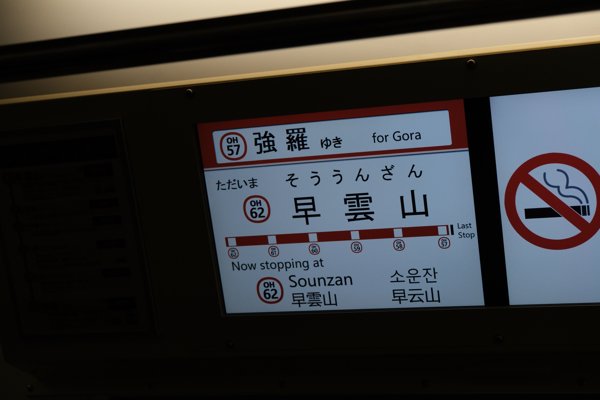 OH 57 強羅 ゆき for Gora
ただいま そううんざん
OH 62 早雲山
Last Stop
Now stopping at
OH 62 Sounzan 소운잔
早雲山 早云山